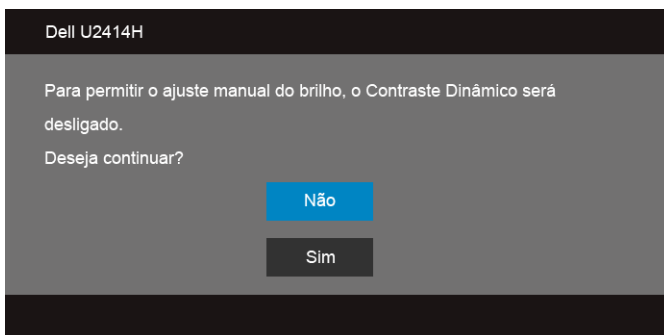 Dell U2414H
Para permitir o ajuste manual do brilho, o Contraste Dinâmico será
desligado.
Deseja continuar?
Não
Sim